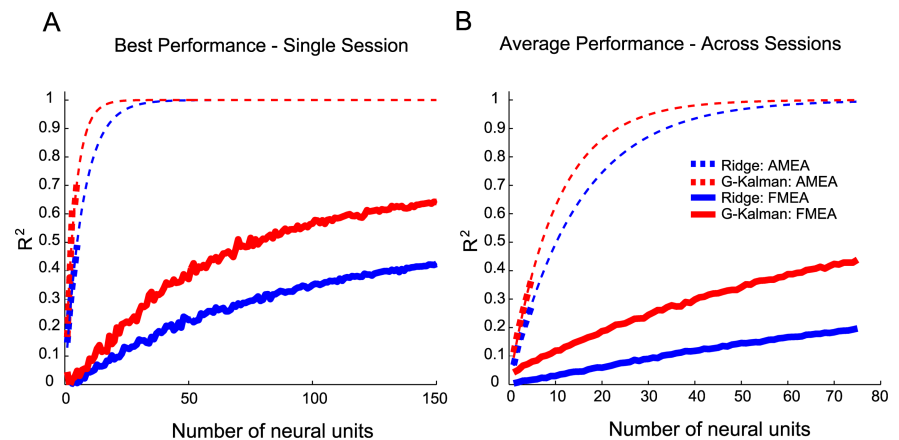 A
Best Performance - Single Session
1
0.9
0.8
0.7
0.6
0.5
0.4
0.3
0.2
0.1
0
R²
0 50 100 150
Number of neural units
B
Average Performance - Across Sessions
1
0.9
0.8
0.7
0.6
0.5
0.4
0.3
0.2
0.1
0
R²
Ridge: AMEA
G-Kalman: AMEA
Ridge: FMEA
G-Kalman: FMEA
0 10 20 30 40 50 60 70 80
Number of neural units